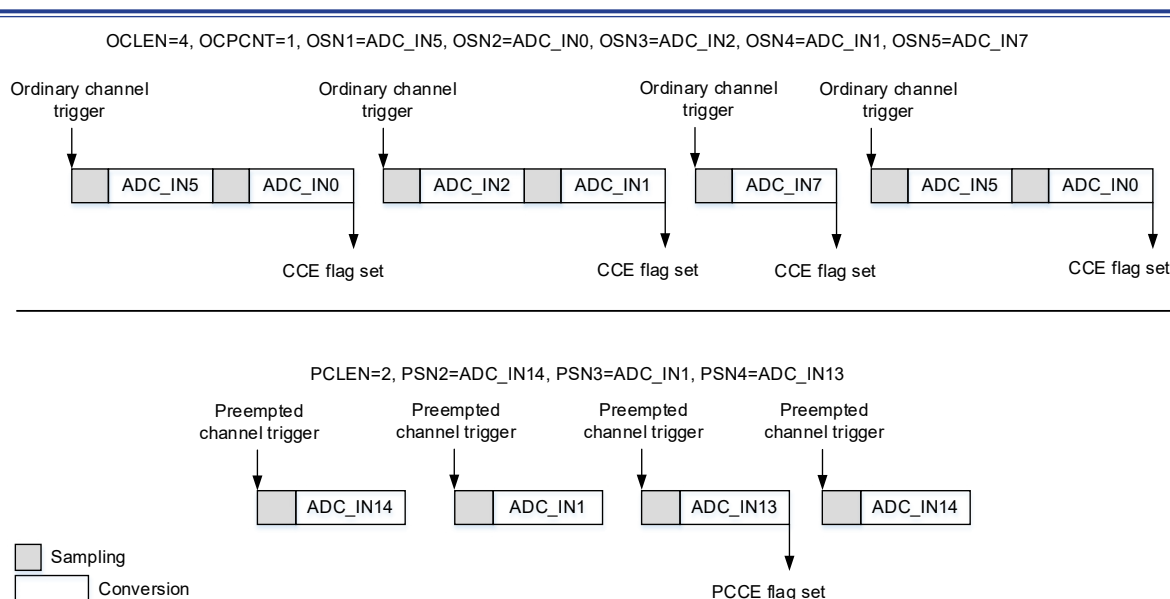 OCLEN=4, OCPCNT=1, OSN1=ADC_IN5, OSN2=ADC_IN0, OSN3=ADC_IN2, OSN4=ADC_IN1, OSN5=ADC_IN7
Ordinary channel
trigger
Ordinary channel
trigger
Ordinary channel
trigger
Ordinary channel
trigger
ADC_IN5
ADC_IN0
ADC_IN2
ADC_IN1
ADC_IN7
ADC_IN5
ADC_IN0
CCE flag set
CCE flag set
CCE flag set
CCE flag set
PCLEN=2, PSN2=ADC_IN14, PSN3=ADC_IN1, PSN4=ADC_IN13
Preempted
channel trigger
Preempted
channel trigger
Preempted
channel trigger
Preempted
channel trigger
ADC_IN14
ADC_IN1
ADC_IN13
ADC_IN14
Sampling
Conversion
PCCE flag set